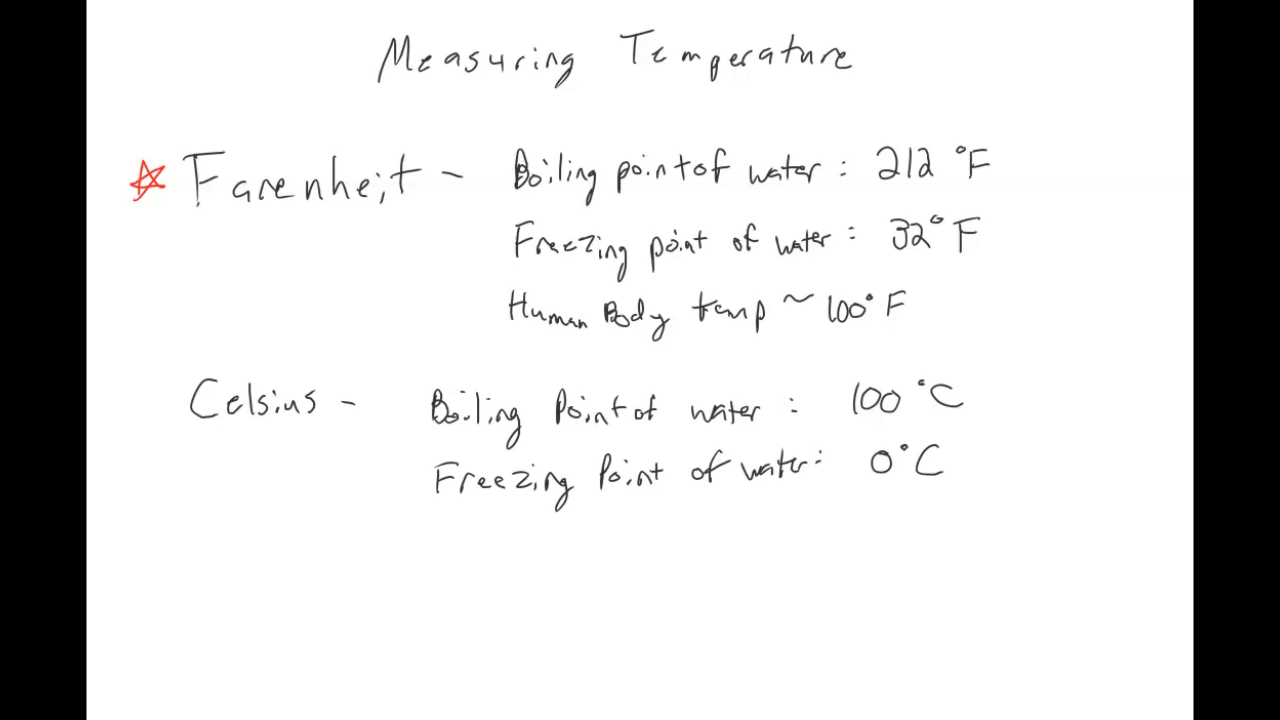 Measuring Temperature
Farenheit - Boiling point of water : 212 °F
Freezing point of water : 32° F
Human Body temp ~ 100° F
Celsius - Boiling Point of water : 100 °C
Freezing Point of water : 0°C